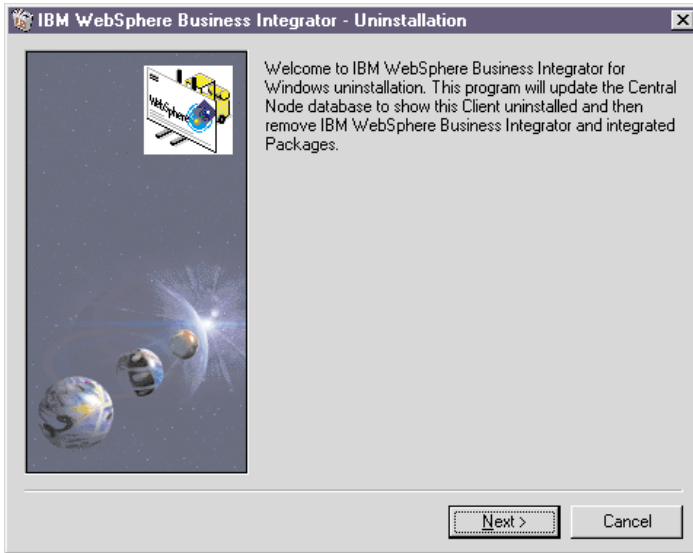 IBM WebSphere Business Integrator - Uninstallation
WebSphere
Welcome to IBM WebSphere Business Integrator for
Windows uninstallation. This program will update the Central
Node database to show this Client uninstalled and then
remove IBM WebSphere Business Integrator and integrated
Packages.
Next >
Cancel